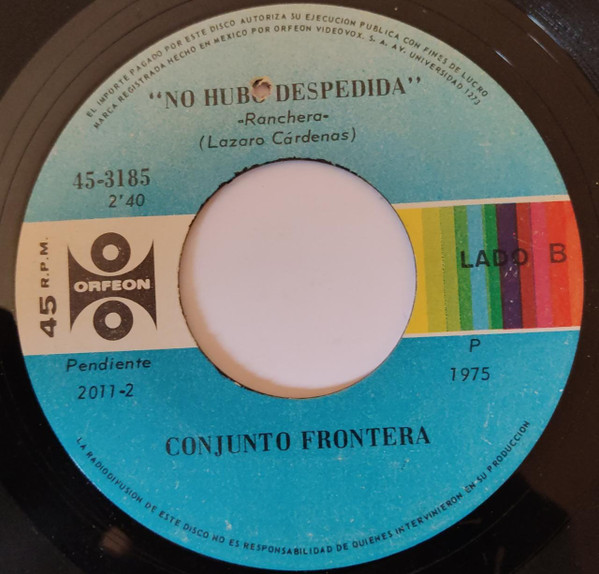 EL IMPORTE PAGADO POR ESTE DISCO AUTORIZA SU EJECUCION PUBLICA CON FINES DE LUCRO
MARCA REGISTRADA HECHO EN MEXICO POR ORFEON VIDEOVOX, S. A. AV. UNIVERSIDAD 1273
"NO HUBO DESPEDIDA"
-Ranchera-
(Lazaro Cárdenas)
45-3185
2'40
45 R.P.M.
ORFEON
LADO B
Pendiente
2011-2
P
1975
CONJUNTO FRONTERA
LA RADIODIVUSION DE ESTE DISCO NO ES RESPONSABILIDAD DE QUIENES INTERVINIERON EN SU PRODUCCION